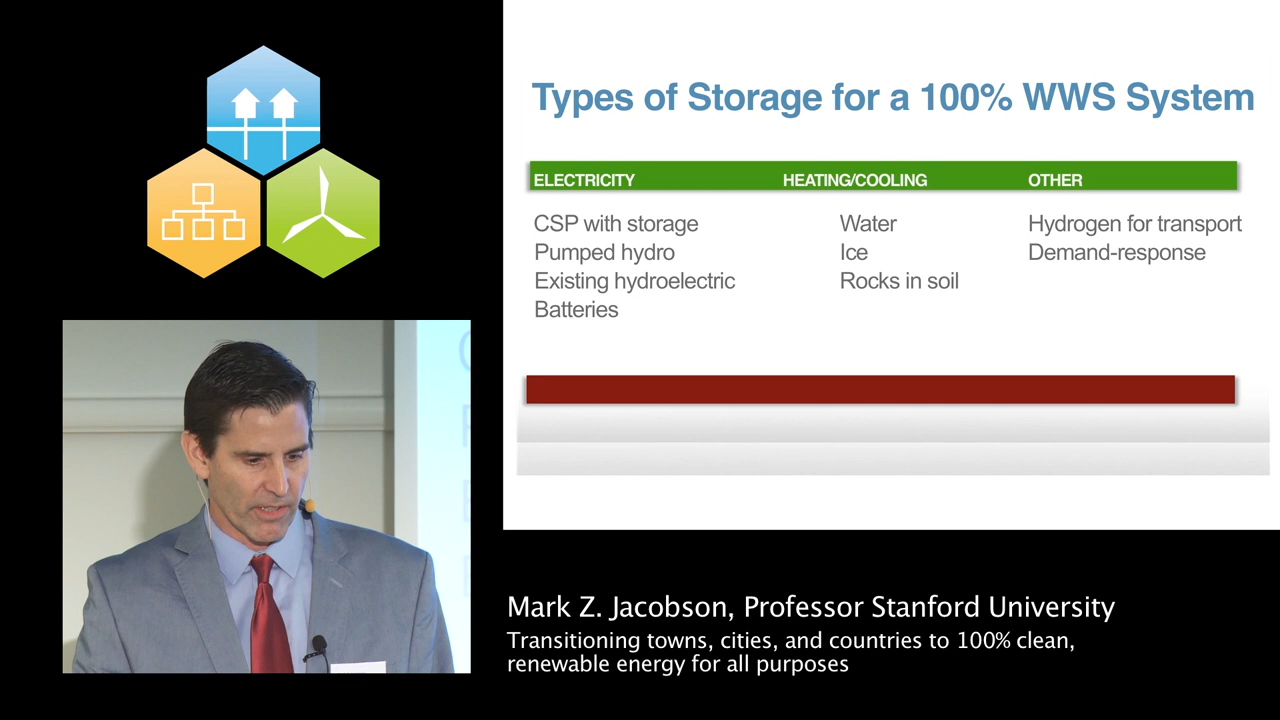 Types of Storage for a 100% WWS System
ELECTRICITY HEATING/COOLING OTHER
CSP with storage Water Hydrogen for transport
Pumped hydro Ice Demand-response
Existing hydroelectric Rocks in soil
Batteries
Mark Z. Jacobson, Professor Stanford University
Transitioning towns, cities, and countries to 100% clean,
renewable energy for all purposes